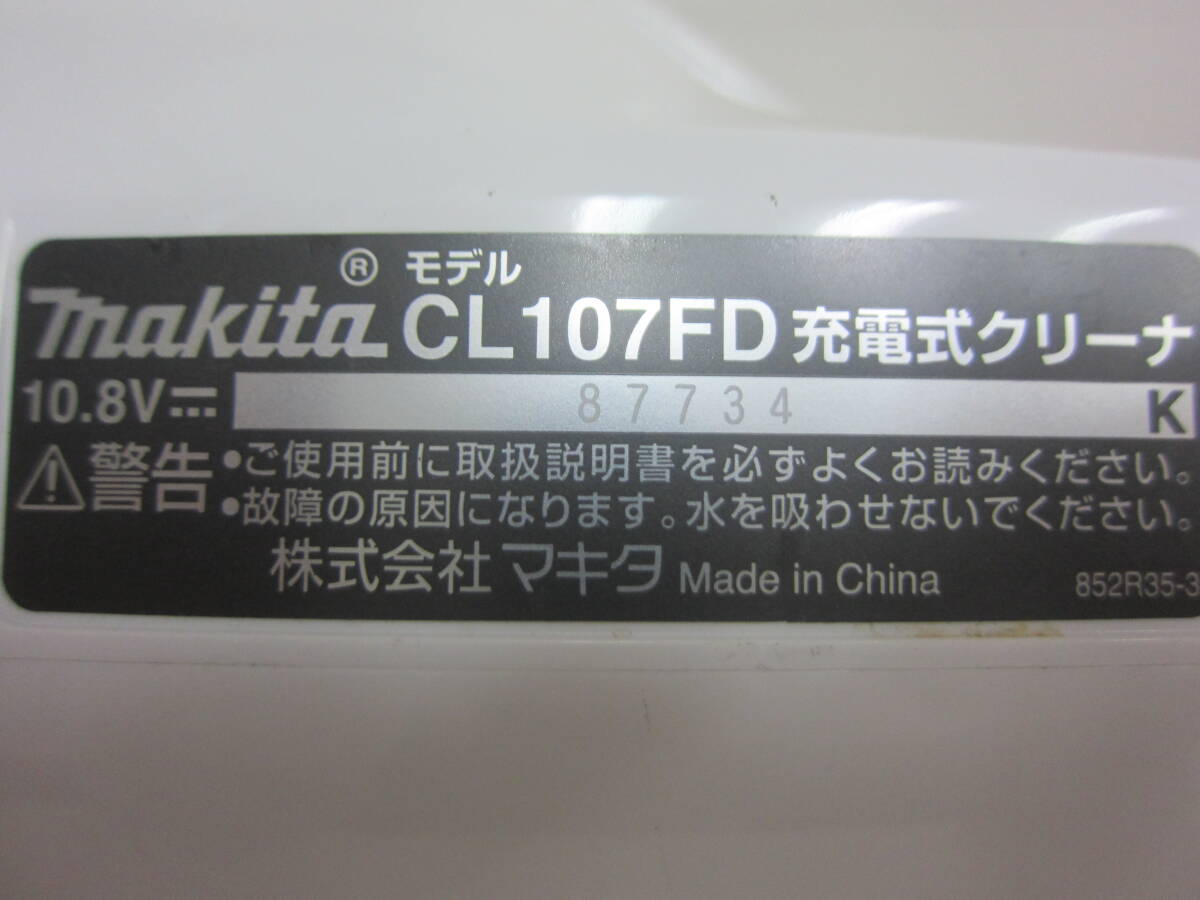 makita® モデル CL107FD 充電式クリーナ
10.8V⎓ 87734 K
⚠警告 •ご使用前に取扱説明書を必ずよくお読みください。
•故障の原因になります。水を吸わせないでください。
株式会社マキタ Made in China 852R35-3